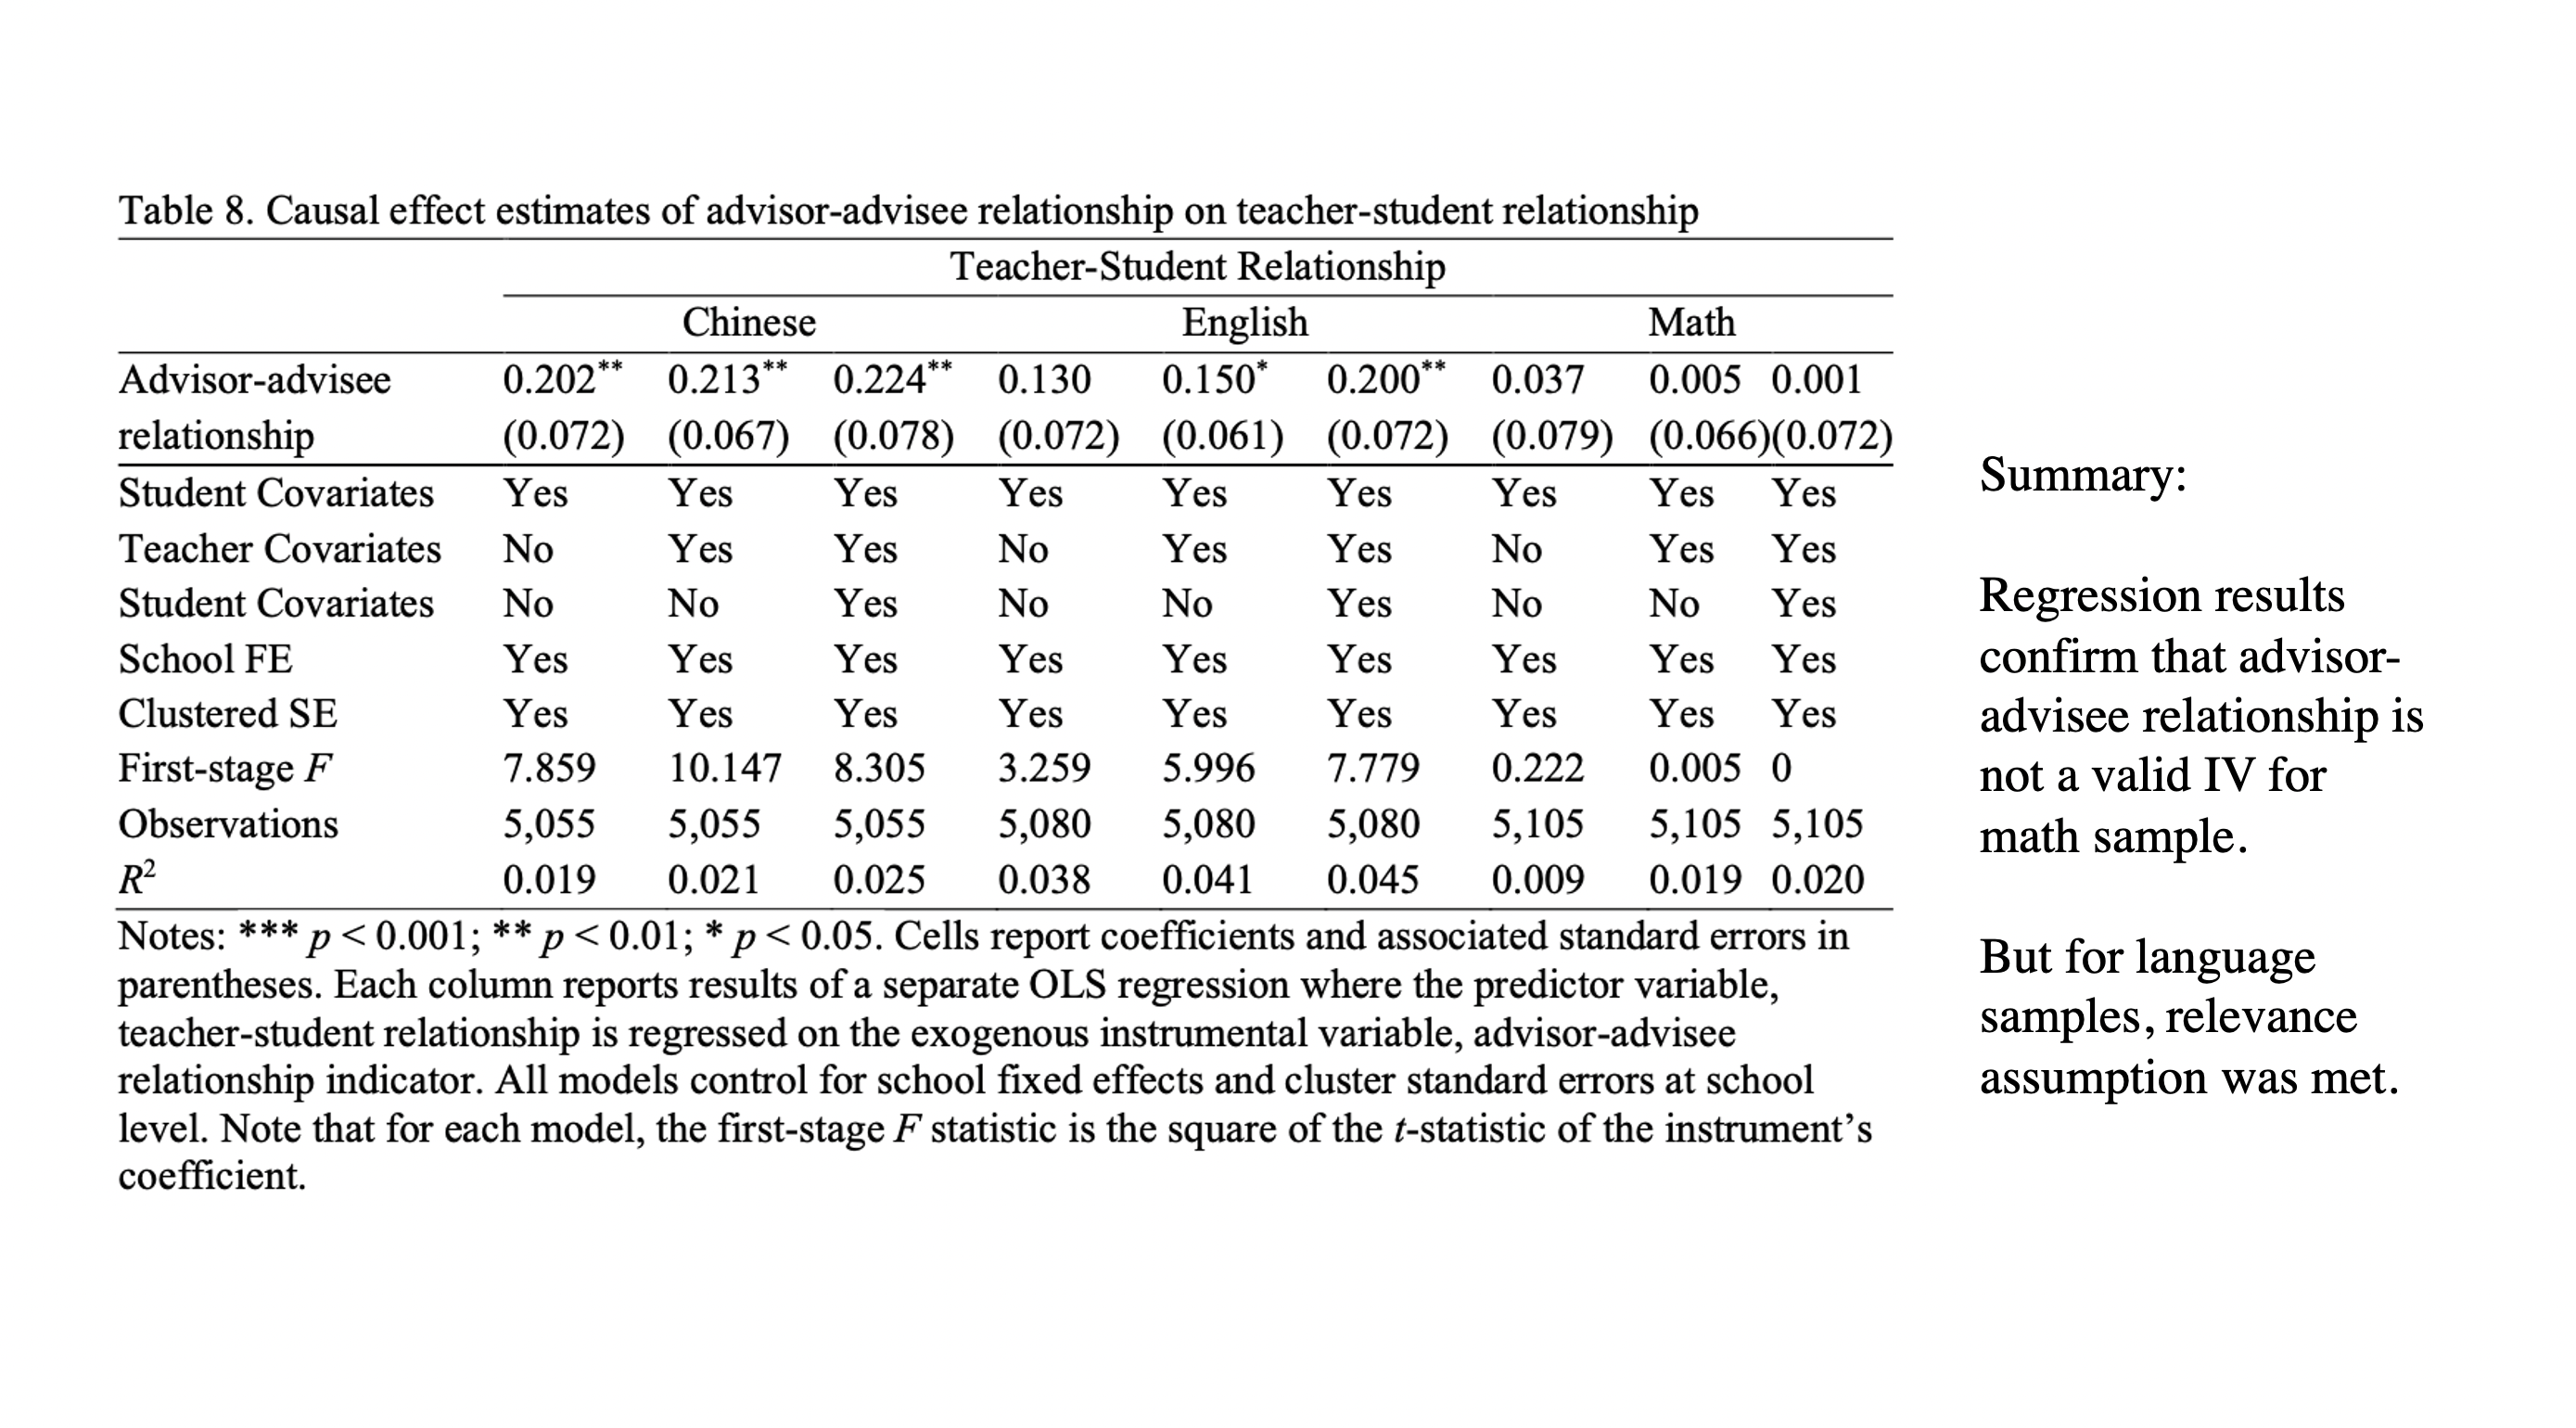 Table 8. Causal effect estimates of advisor-advisee relationship on teacher-student relationship
Teacher-Student Relationship
Chinese English Math
Advisor-advisee 0.202** 0.213** 0.224** 0.130 0.150* 0.200** 0.037 0.005 0.001
relationship (0.072) (0.067) (0.078) (0.072) (0.061) (0.072) (0.079) (0.066)(0.072)
Student Covariates Yes Yes Yes Yes Yes Yes Yes Yes Yes
Teacher Covariates No Yes Yes No Yes Yes No Yes Yes
Student Covariates No No Yes No No Yes No No Yes
School FE Yes Yes Yes Yes Yes Yes Yes Yes Yes
Clustered SE Yes Yes Yes Yes Yes Yes Yes Yes Yes
First-stage F 7.859 10.147 8.305 3.259 5.996 7.779 0.222 0.005 0
Observations 5,055 5,055 5,055 5,080 5,080 5,080 5,105 5,105 5,105
R² 0.019 0.021 0.025 0.038 0.041 0.045 0.009 0.019 0.020
Notes: *** p < 0.001; ** p < 0.01; * p < 0.05. Cells report coefficients and associated standard errors in
parentheses. Each column reports results of a separate OLS regression where the predictor variable,
teacher-student relationship is regressed on the exogenous instrumental variable, advisor-advisee
relationship indicator. All models control for school fixed effects and cluster standard errors at school
level. Note that for each model, the first-stage F statistic is the square of the t-statistic of the instrument’s
coefficient.
Summary:
Regression results
confirm that advisor-
advisee relationship is
not a valid IV for
math sample.
But for language
samples, relevance
assumption was met.